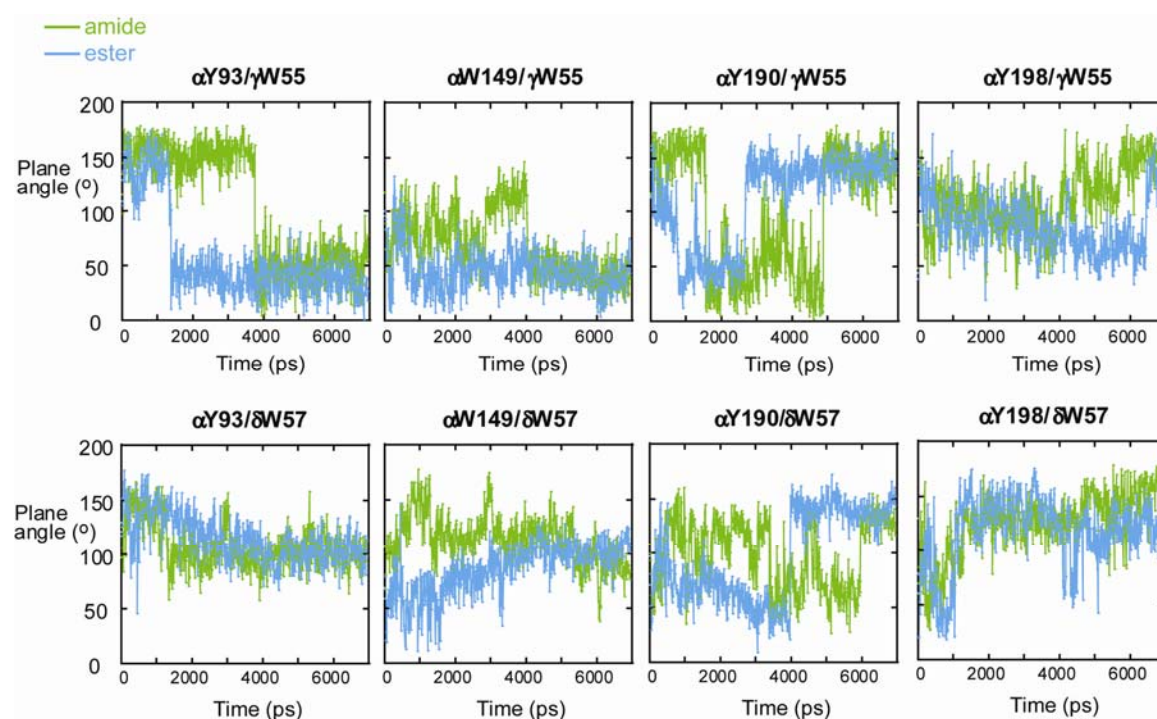 amide
ester
αY93/γW55
αW149/γW55
αY190/γW55
αY198/γW55
200
150
100
50
0
Plane
angle (º)
0 2000 4000 6000
0 2000 4000 6000
0 2000 4000 6000
0 2000 4000 6000
Time (ps)
Time (ps)
Time (ps)
Time (ps)
αY93/δW57
αW149/δW57
αY190/δW57
αY198/δW57
200
150
100
50
0
Plane
angle (º)
0 2000 4000 6000
0 2000 4000 6000
0 2000 4000 6000
0 2000 4000 6000
Time (ps)
Time (ps)
Time (ps)
Time (ps)